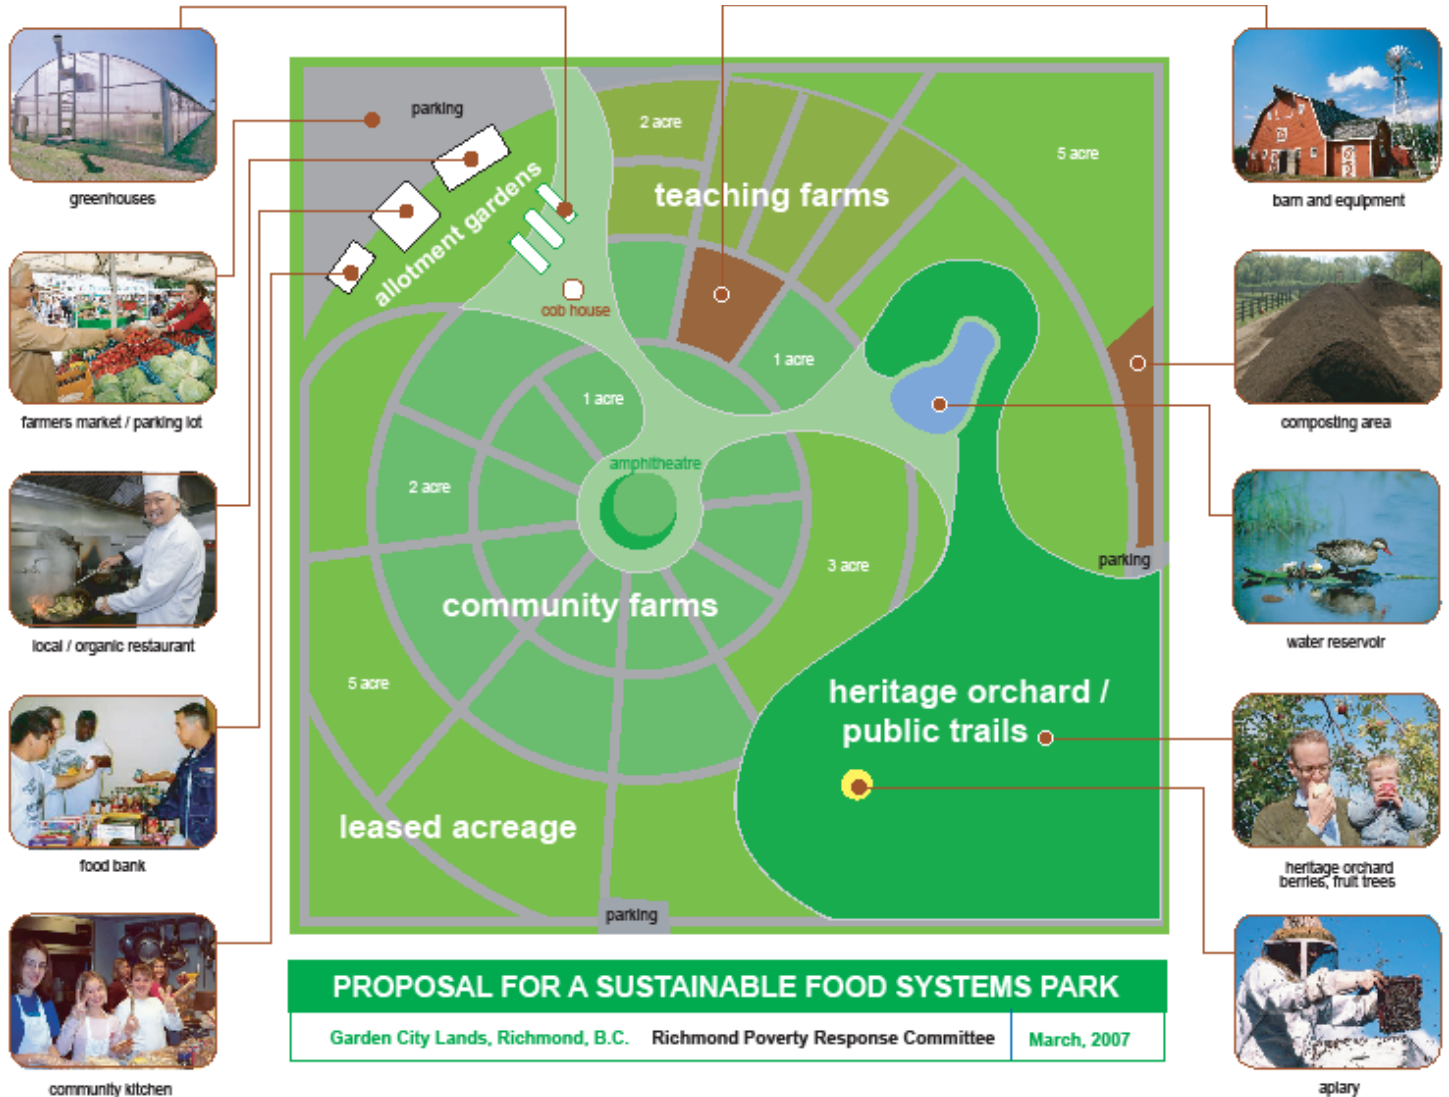 parking
2 acre
5 acre
teaching farms
allotment gardens
greenhouses
barn and equipment
cob house
1 acre
1 acre
farmers market / parking lot
composting area
amphitheatre
2 acre
parking
3 acre
community farms
local / organic restaurant
water reservoir
5 acre
heritage orchard /
public trails
leased acreage
food bank
heritage orchard
berries, fruit trees
parking
PROPOSAL FOR A SUSTAINABLE FOOD SYSTEMS PARK
Garden City Lands, Richmond, B.C. Richmond Poverty Response Committee March, 2007
community kitchen
apiary